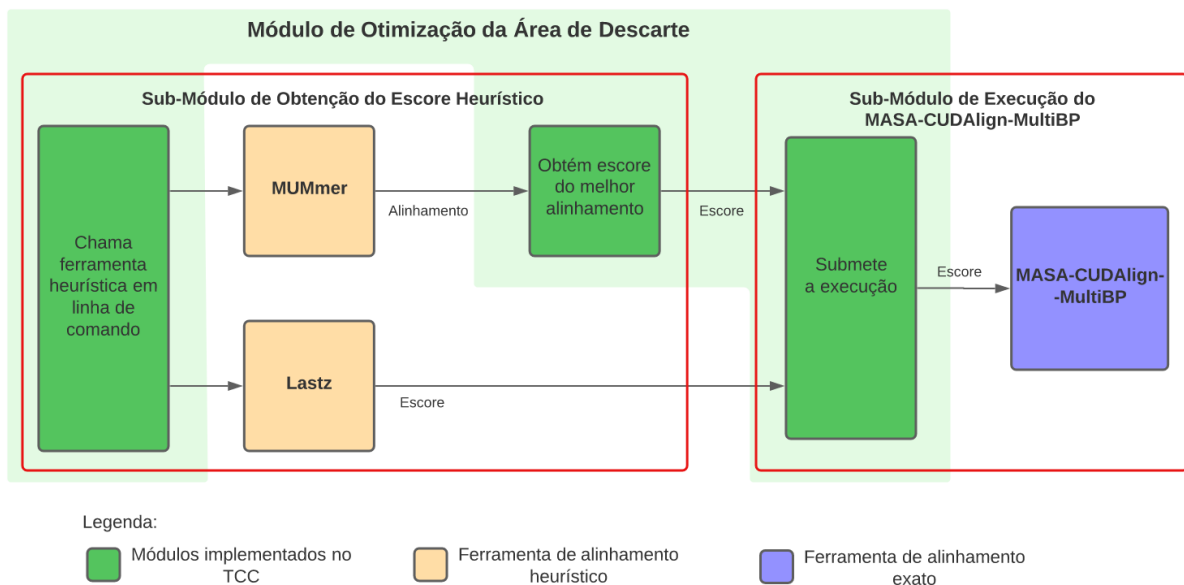 Módulo de Otimização da Área de Descarte
Sub-Módulo de Obtenção do Escore Heurístico
Sub-Módulo de Execução do
MASA-CUDAlign-MultiBP
Chama
ferramenta
heurística em
linha de
comando
MUMmer
Alinhamento
Obtém escore
do melhor
alinhamento
Escore
Lastz
Escore
Submete
a execução
Escore
MASA-CUDAlign-
-MultiBP
Legenda:
Módulos implementados no
TCC
Ferramenta de alinhamento
heurístico
Ferramenta de alinhamento
exato